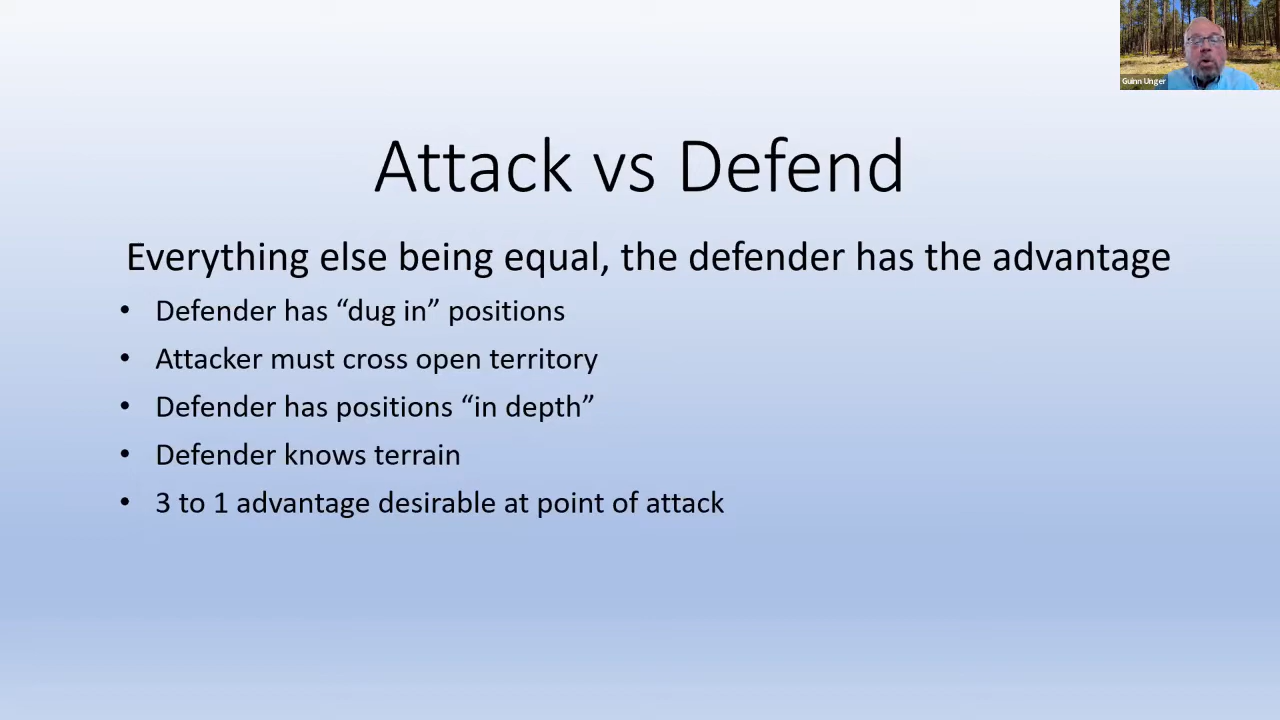 Guinn Unger
Attack vs Defend
Everything else being equal, the defender has the advantage
• Defender has “dug in” positions
• Attacker must cross open territory
• Defender has positions “in depth”
• Defender knows terrain
• 3 to 1 advantage desirable at point of attack